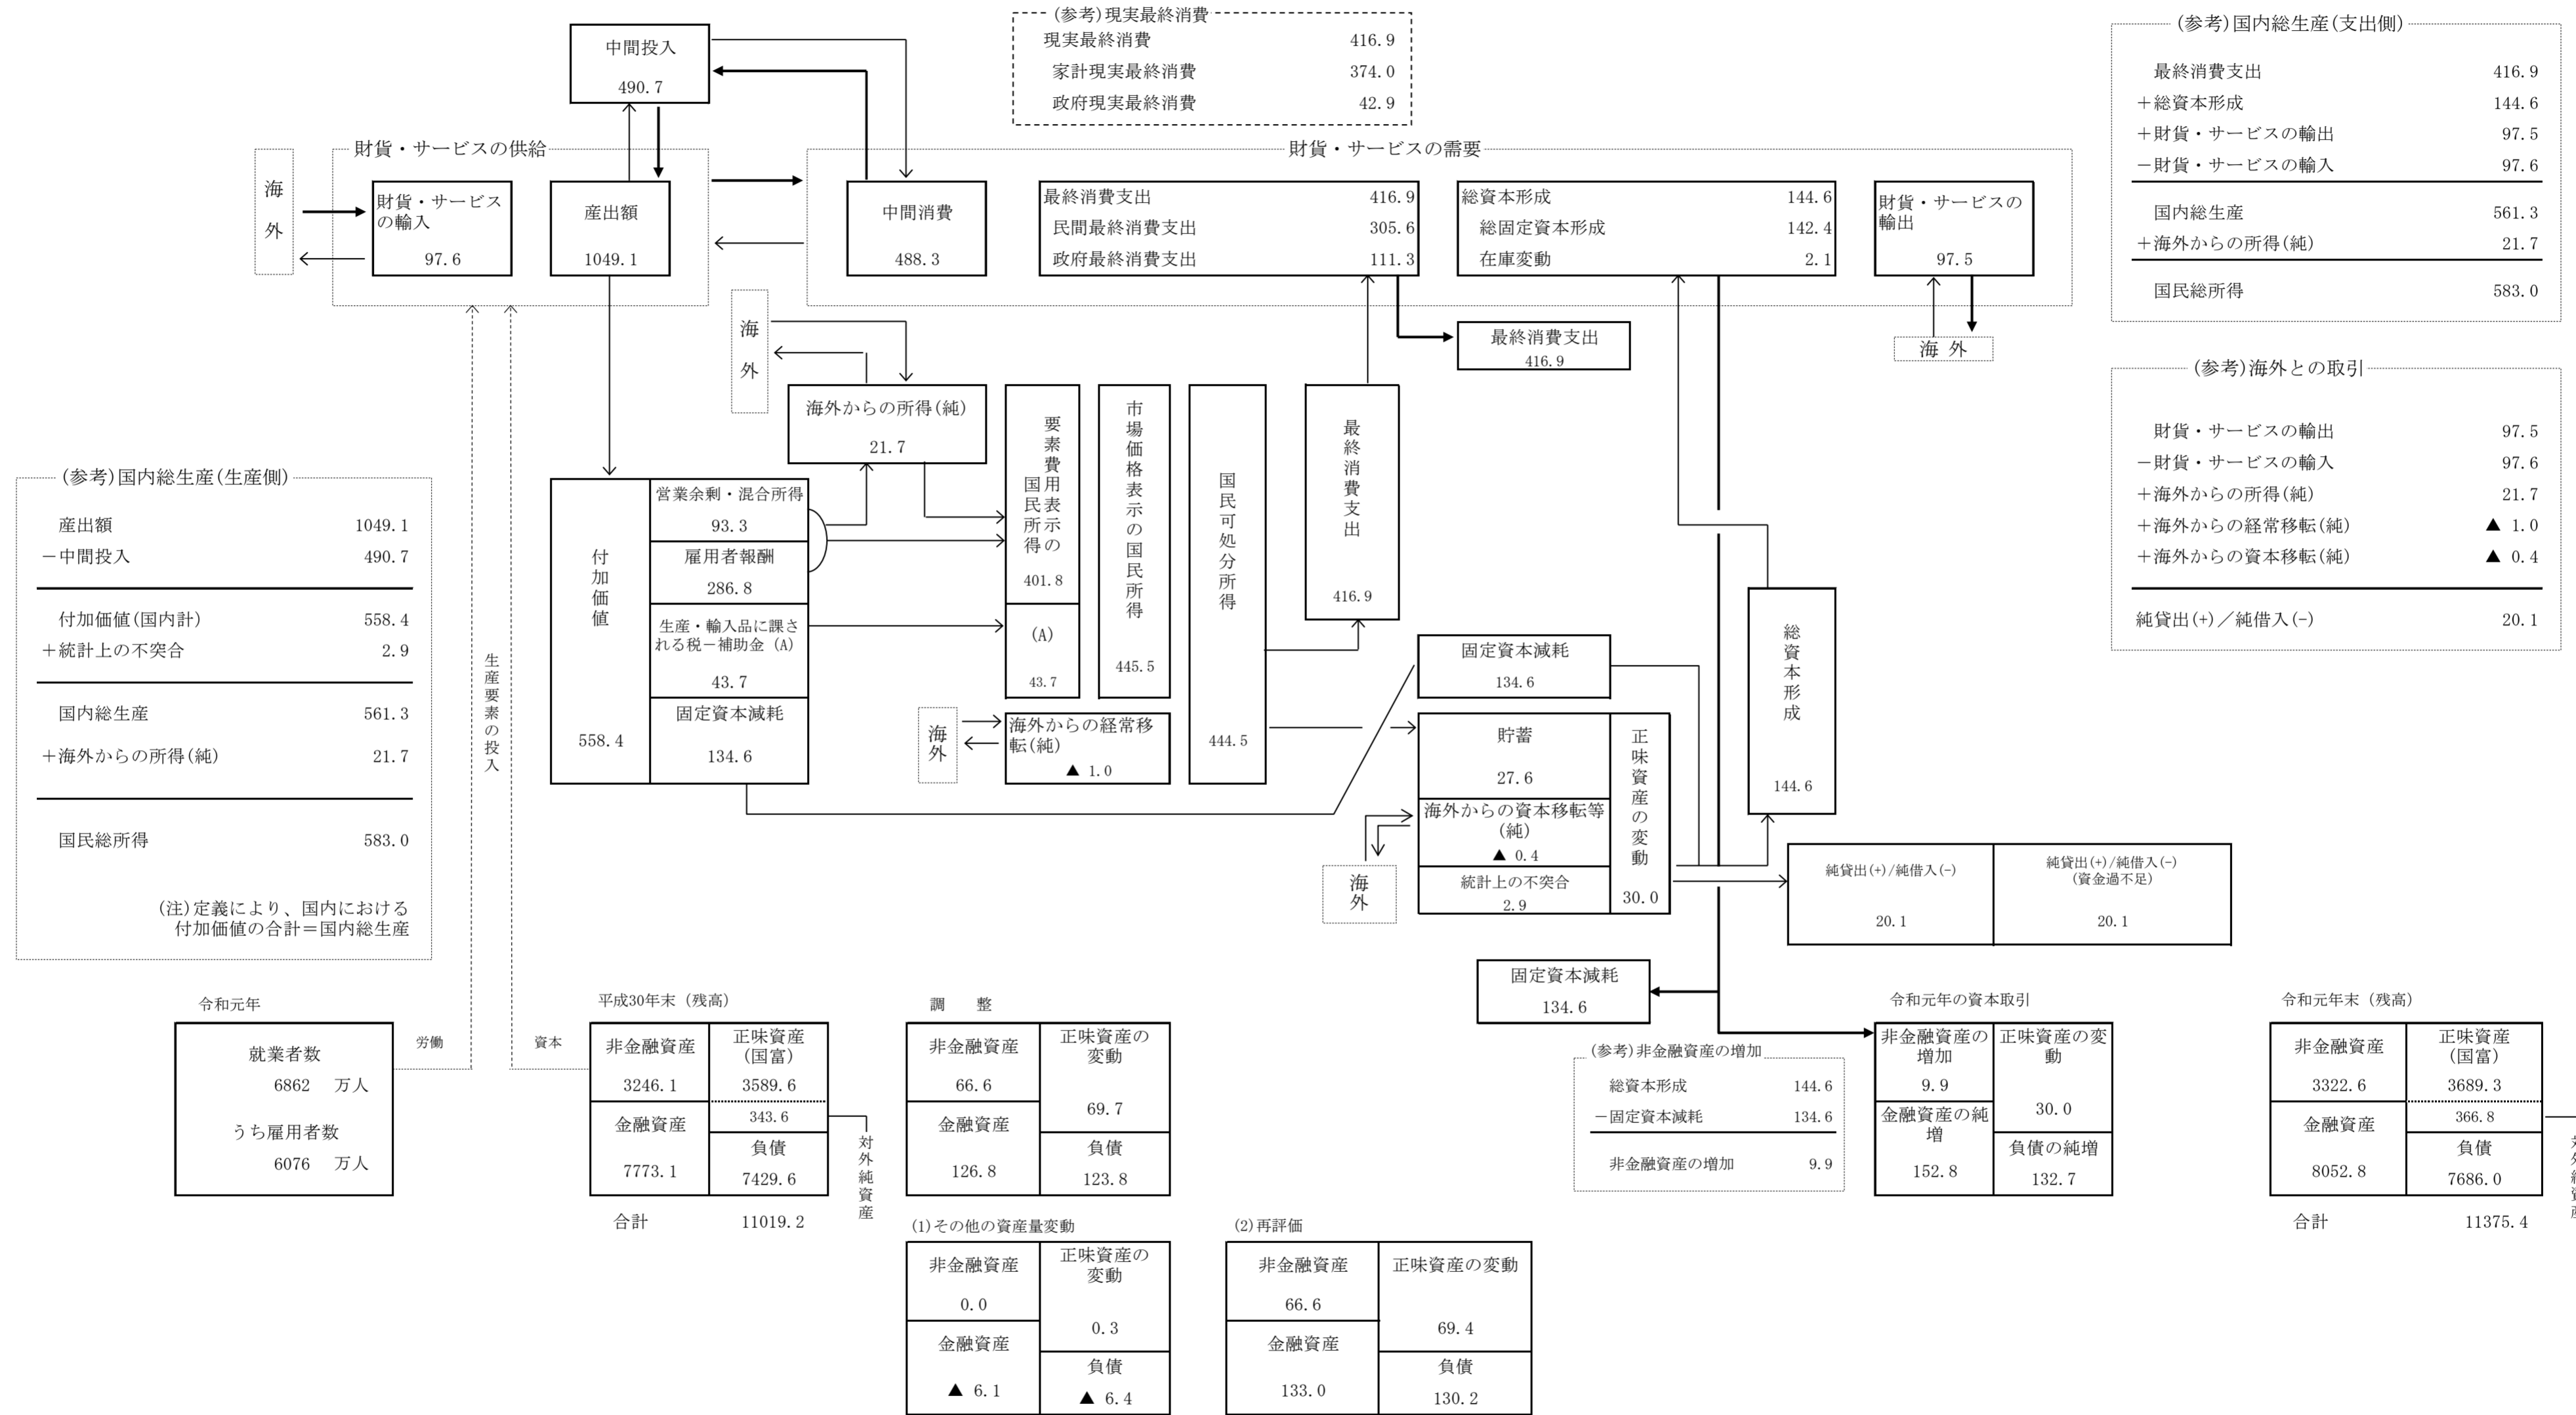 (参考)現実最終消費
現実最終消費 416.9
家計現実最終消費 374.0
政府現実最終消費 42.9
(参考)国内総生産(支出側)
最終消費支出 416.9
＋総資本形成 144.6
＋財貨・サービスの輸出 97.5
－財貨・サービスの輸入 97.6
国内総生産 561.3
＋海外からの所得(純) 21.7
国民総所得 583.0
中間投入
490.7
財貨・サービスの供給
海外
財貨・サービス
の輸入
97.6
産出額
1049.1
財貨・サービスの需要
中間消費
488.3
最終消費支出 416.9
民間最終消費支出 305.6
政府最終消費支出 111.3
総資本形成 144.6
総固定資本形成 142.4
在庫変動 2.1
財貨・サービスの
輸出
97.5
海 外
最終消費支出
416.9
(参考)海外との取引
財貨・サービスの輸出 97.5
－財貨・サービスの輸入 97.6
＋海外からの所得(純) 21.7
＋海外からの経常移転(純) ▲ 1.0
＋海外からの資本移転(純) ▲ 0.4
純貸出(+)／純借入(-) 20.1
海外
海外からの所得(純)
21.7
(参考)国内総生産(生産側)
産出額 1049.1
－中間投入 490.7
付加価値(国内計) 558.4
＋統計上の不突合 2.9
国内総生産 561.3
＋海外からの所得(純) 21.7
国民総所得 583.0
(注)定義により、国内における
付加価値の合計＝国内総生産
生産要素の投入
付加価値
558.4
営業余剰・混合所得
93.3
雇用者報酬
286.8
生産・輸入品に課さ
れる税－補助金（A）
43.7
固定資本減耗
134.6
要素費用表示の
国民所得
401.8
(A)
43.7
市場価格表示の国民所得
445.5
海外
海外からの経常移
転(純)
▲ 1.0
国民可処分所得
444.5
最終消費支出
416.9
固定資本減耗
134.6
貯蓄
27.6
海外からの資本移転等
(純)
▲ 0.4
統計上の不突合
2.9
正味資産の変動
30.0
海外
総資本形成
144.6
純貸出(+)/純借入(-)
20.1
純貸出(+)/純借入(-)
(資金過不足)
20.1
固定資本減耗
134.6
令和元年
就業者数
6862 万人
うち雇用者数
6076 万人
労働
資本
平成30年末（残高）
非金融資産
3246.1
正味資産
(国富)
3589.6
343.6
金融資産
7773.1
負債
7429.6
合計 11019.2
対外純資産
調 整
非金融資産
66.6
正味資産の
変動
69.7
金融資産
126.8
負債
123.8
(1)その他の資産量変動
非金融資産
0.0
正味資産の
変動
0.3
金融資産
▲ 6.1
負債
▲ 6.4
(2)再評価
非金融資産
66.6
正味資産の変動
69.4
金融資産
133.0
負債
130.2
(参考)非金融資産の増加
総資本形成 144.6
－固定資本減耗 134.6
非金融資産の増加 9.9
令和元年の資本取引
非金融資産の
増加
9.9
正味資産の変
動
30.0
金融資産の純
増
152.8
負債の純増
132.7
令和元年末（残高）
非金融資産
3322.6
正味資産
(国富)
3689.3
366.8
金融資産
8052.8
負債
7686.0
合計 11375.4